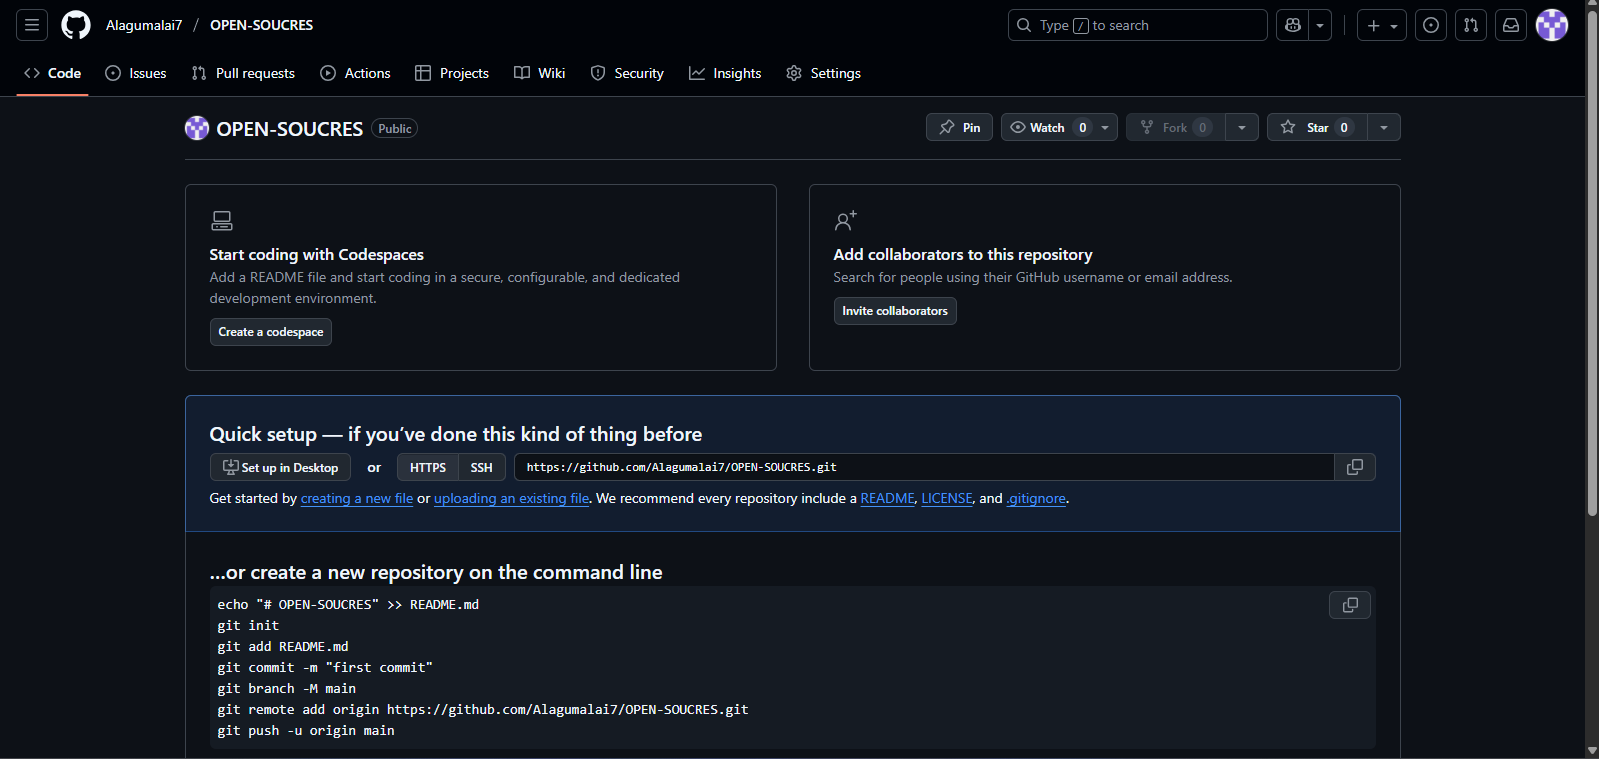 Alagumalai7 / OPEN-SOUCRES
Type / to search
Code Issues Pull requests Actions Projects Wiki Security Insights Settings
OPEN-SOUCRES Public
Pin Watch 0 Fork 0 Star 0
Start coding with Codespaces
Add a README file and start coding in a secure, configurable, and dedicated
development environment.
Create a codespace
Add collaborators to this repository
Search for people using their GitHub username or email address.
Invite collaborators
Quick setup — if you’ve done this kind of thing before
Set up in Desktop or HTTPS SSH https://github.com/Alagumalai7/OPEN-SOUCRES.git
Get started by creating a new file or uploading an existing file. We recommend every repository include a README, LICENSE, and .gitignore.
…or create a new repository on the command line
echo "# OPEN-SOUCRES" >> README.md
git init
git add README.md
git commit -m "first commit"
git branch -M main
git remote add origin https://github.com/Alagumalai7/OPEN-SOUCRES.git
git push -u origin main